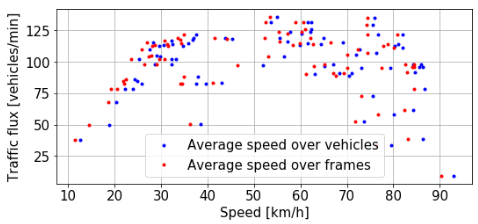 125
100
75
50
25
Traffic flux [vehicles/min]
Average speed over vehicles
Average speed over frames
10 20 30 40 50 60 70 80 90
Speed [km/h]